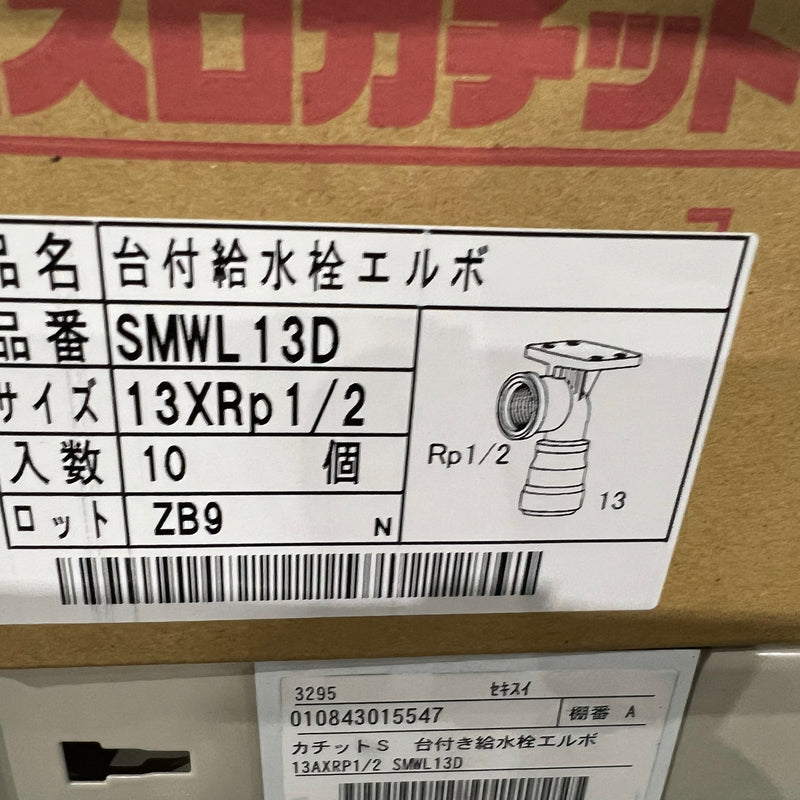 スロカチット
品名 台付給水栓エルボ
品番 SMWL13D
サイズ 13XRp1/2
入数 10 個
ロット ZB9 N
Rp1/2
13
3295 セキスイ
010843015547 棚番 A
カチットS 台付き給水栓エルボ
13AXRP1/2 SMWL13D